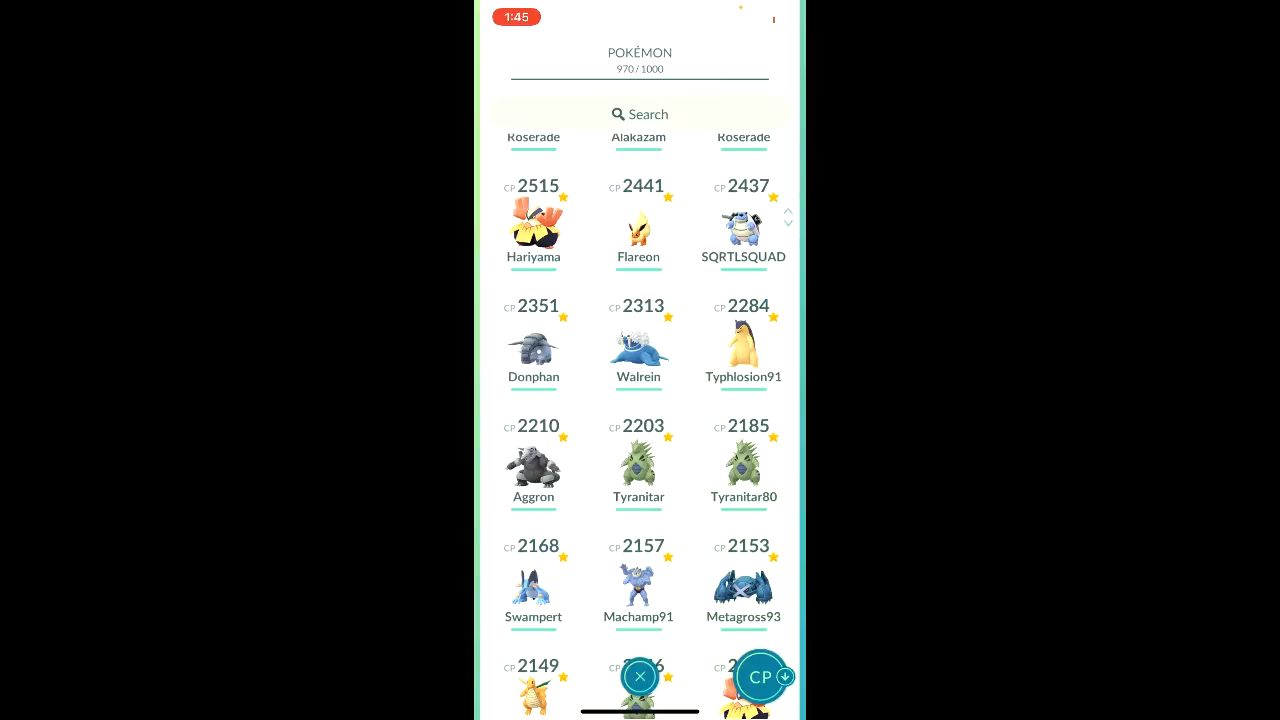 1:45
POKÉMON
970 / 1000
Search
Roserade Alakazam Roserade
CP 2515 CP 2441 CP 2437
Hariyama Flareon SQRTLSQUAD
CP 2351 CP 2313 CP 2284
Donphan Walrein Typhlosion91
CP 2210 CP 2203 CP 2185
Aggron Tyranitar Tyranitar80
CP 2168 CP 2157 CP 2153
Swampert Machamp91 Metagross93
CP 2149 CP
CP